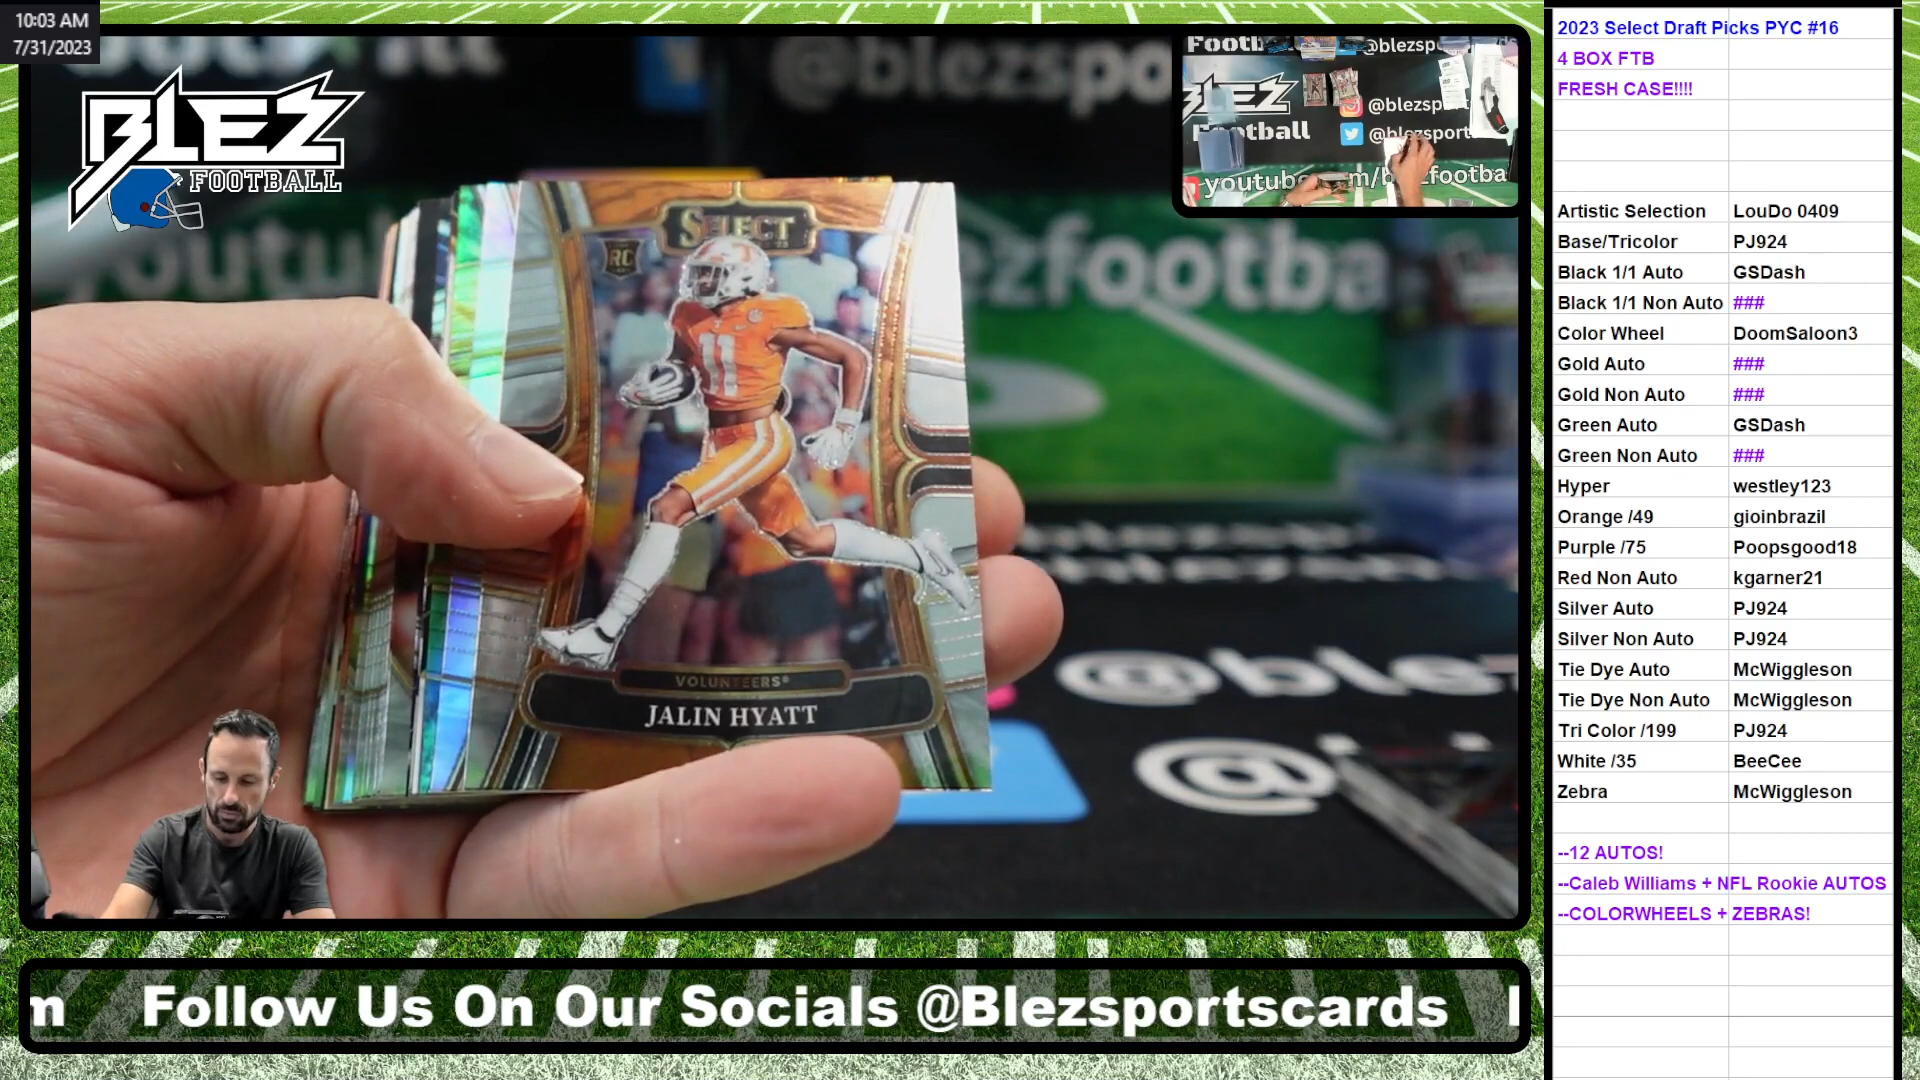 10:03 AM
7/31/2023
BLEZ
FOOTBALL
SELECT
RC
11
VOLUNTEERS
JALIN HYATT
@blezsp
BLEZ
Football
@blezsp
@blezsports
youtube
Follow Us On Our Socials @Blezsportscards
2023 Select Draft Picks PYC #16
4 BOX FTB
FRESH CASE!!!!
Artistic Selection LouDo 0409
Base/Tricolor PJ924
Black 1/1 Auto GSDash
Black 1/1 Non Auto ###
Color Wheel DoomSaloon3
Gold Auto ###
Gold Non Auto ###
Green Auto GSDash
Green Non Auto ###
Hyper westley123
Orange /49 gioinbrazil
Purple /75 Poopsgood18
Red Non Auto kgarner21
Silver Auto PJ924
Silver Non Auto PJ924
Tie Dye Auto McWiggleson
Tie Dye Non Auto McWiggleson
Tri Color /199 PJ924
White /35 BeeCee
Zebra McWiggleson
--12 AUTOS!
--Caleb Williams + NFL Rookie AUTOS
--COLORWHEELS + ZEBRAS!